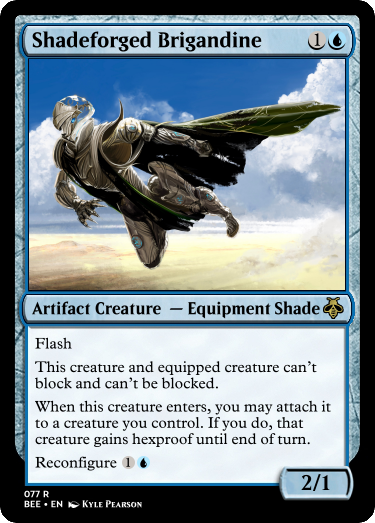 Shadeforged Brigandine 1
Artifact Creature — Equipment Shade
Flash
This creature and equipped creature can't
block and can't be blocked.
When this creature enters, you may attach it
to a creature you control. If you do, that
creature gains hexproof until end of turn.
Reconfigure 1
2/1
077 R
BEE • EN Kyle Pearson